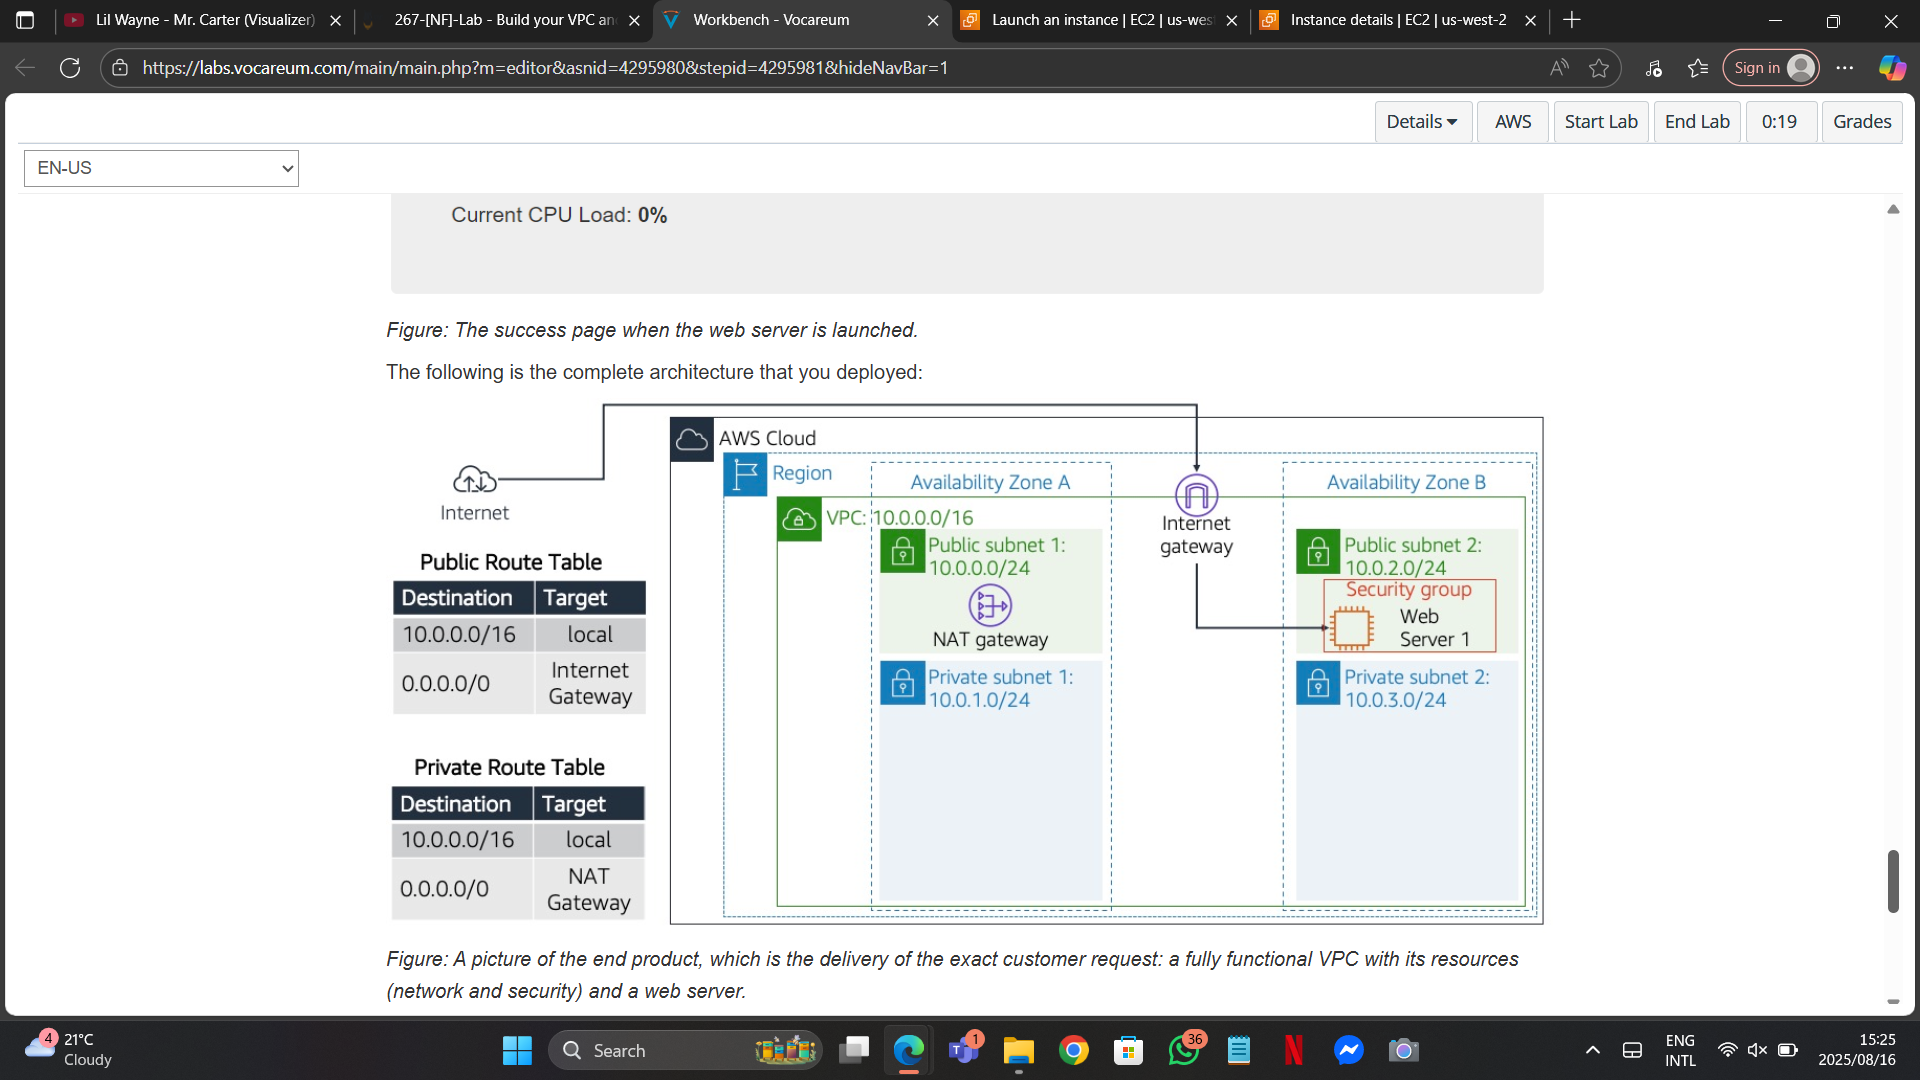 Lil Wayne - Mr. Carter (Visualizer)
267-[NF]-Lab - Build your VPC an
Workbench - Vocareum
Launch an instance | EC2 | us-wes
Instance details | EC2 | us-west-2
https://labs.vocareum.com/main/main.php?m=editor&asnid=4295980&stepid=4295981&hideNavBar=1
Sign in
Details
AWS
Start Lab
End Lab
0:19
Grades
EN-US
Current CPU Load: 0%
Figure: The success page when the web server is launched.
The following is the complete architecture that you deployed:
Internet
Public Route Table
Destination Target
10.0.0.0/16 local
0.0.0.0/0 Internet
Gateway
Private Route Table
Destination Target
10.0.0.0/16 local
0.0.0.0/0 NAT
Gateway
AWS Cloud
Region
Availability Zone A
VPC: 10.0.0.0/16
Public subnet 1:
10.0.0.0/24
NAT gateway
Private subnet 1:
10.0.1.0/24
Internet
gateway
Availability Zone B
Public subnet 2:
10.0.2.0/24
Security group
Web
Server 1
Private subnet 2:
10.0.3.0/24
Figure: A picture of the end product, which is the delivery of the exact customer request: a fully functional VPC with its resources
(network and security) and a web server.
4
21°C
Cloudy
Search
1
36
ENG
INTL
15:25
2025/08/16